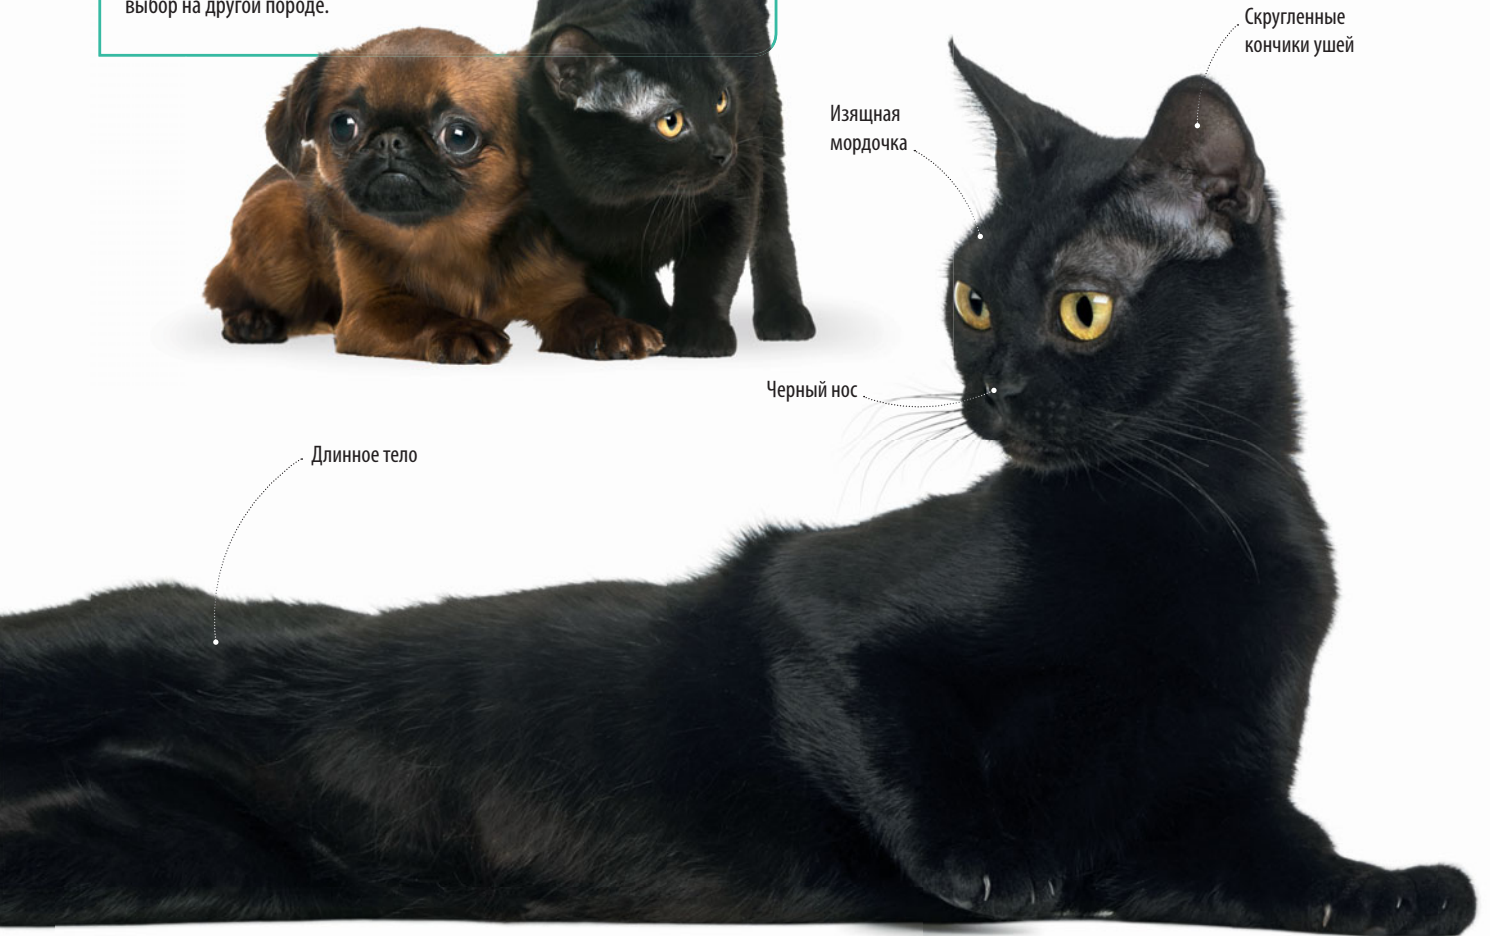 выбор на другой породе.
Скругленные
кончики ушей
Изящная
мордочка
Черный нос
Длинное тело